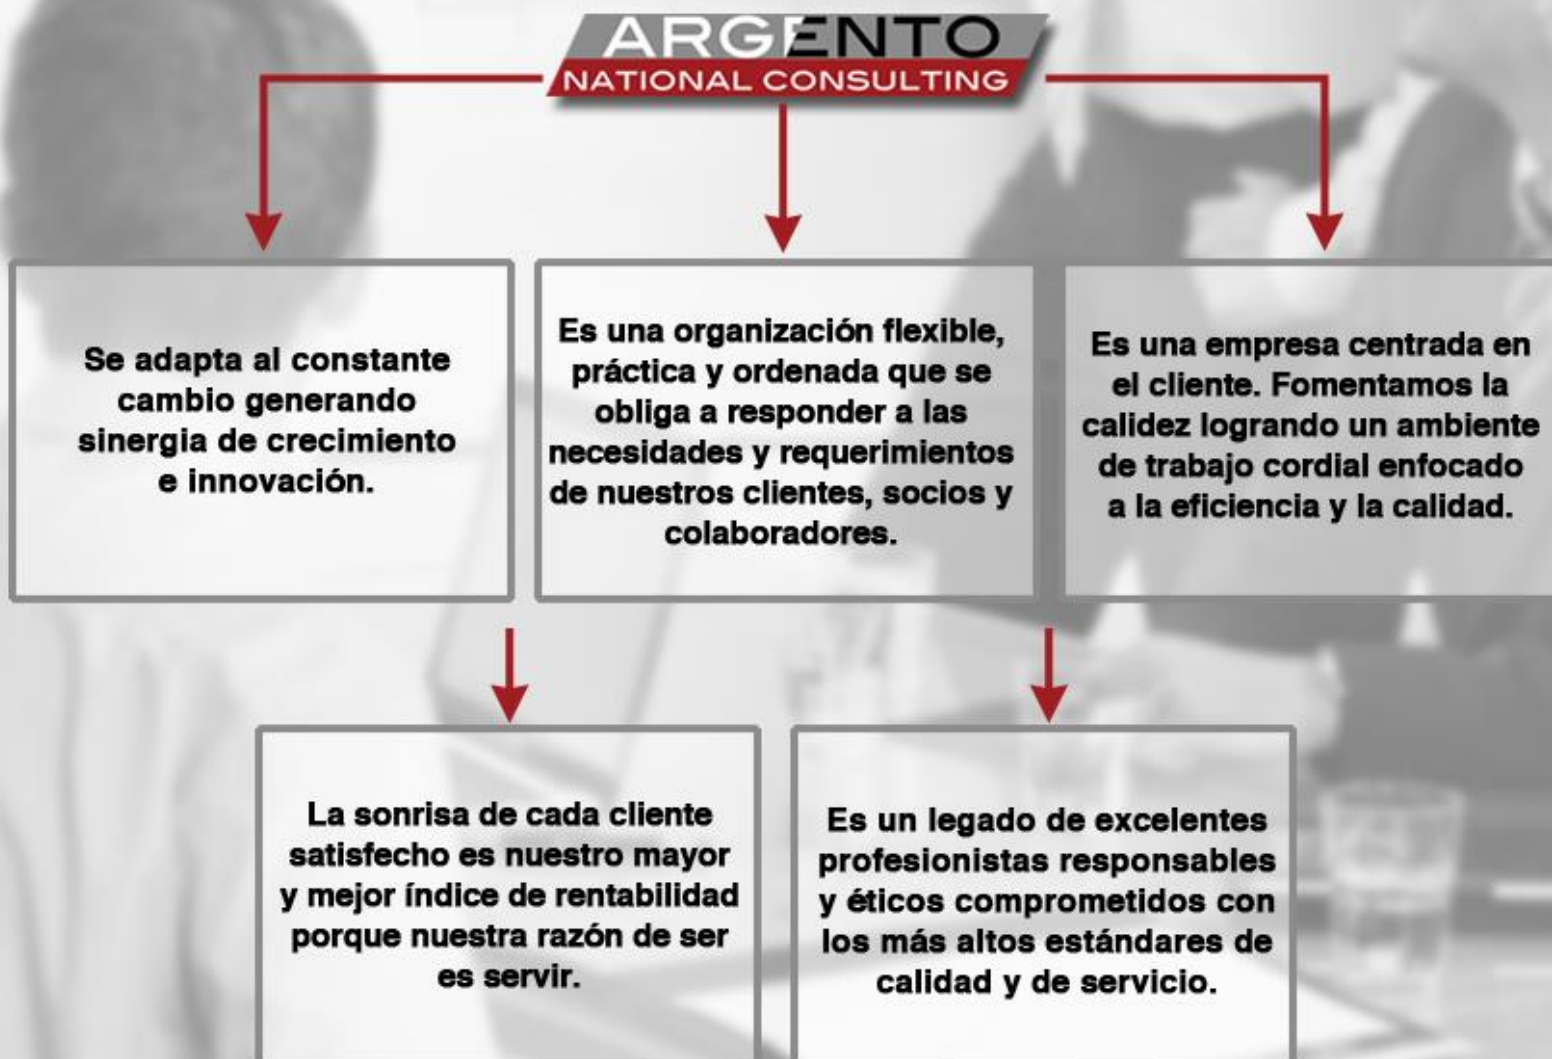 ARGENTO
NATIONAL CONSULTING
Se adapta al constante
cambio generando
sinergia de crecimiento
e innovación.
Es una organización flexible,
práctica y ordenada que se
obliga a responder a las
necesidades y requerimientos
de nuestros clientes, socios y
colaboradores.
Es una empresa centrada en
el cliente. Fomentamos la
calidez logrando un ambiente
de trabajo cordial enfocado
a la eficiencia y la calidad.
La sonrisa de cada cliente
satisfecho es nuestro mayor
y mejor índice de rentabilidad
porque nuestra razón de ser
es servir.
Es un legado de excelentes
profesionistas responsables
y éticos comprometidos con
los más altos estándares de
calidad y de servicio.